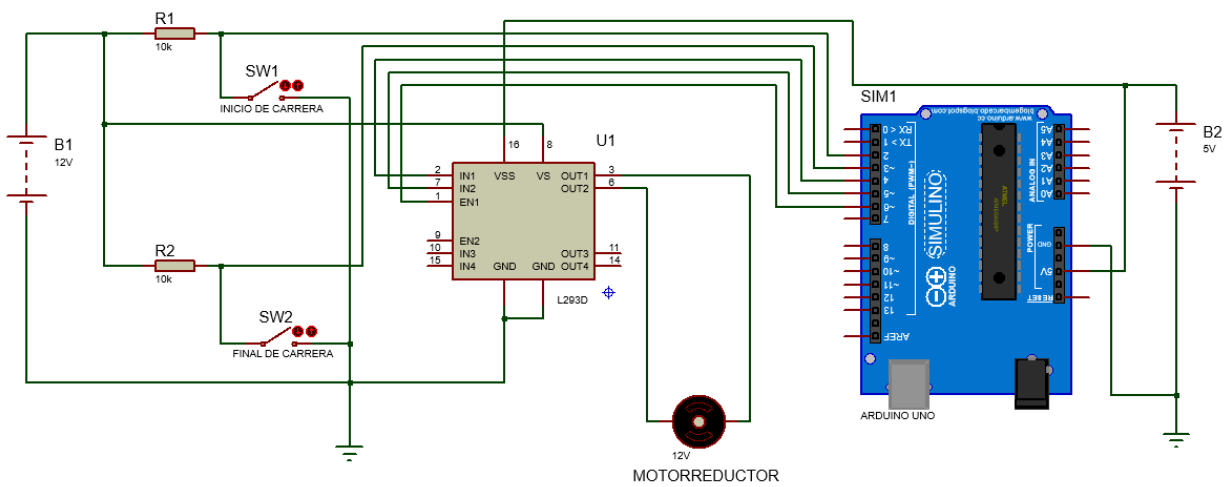 R1
10k
SW1
INICIO DE CARRERA
B1
12V
R2
10k
SW2
FINAL DE CARRERA
U1
16
8
VSS
VS
2
7
1
9
10
15
IN1
IN2
EN1
EN2
IN3
IN4
OUT1
OUT2
OUT3
OUT4
3
6
11
14
GND
GND
L293D
12V
MOTORREDUCTOR
SIM1
blogembarcado.blogspot.com
www.arduino.cc
RX < 0
TX > 1
2
~3
4
~5
~6
7
8
~9
~10
~11
12
13
AREF
DIGITAL (PWM~)
SIMULINO
ARDUINO
ATMEL
A5
A4
A3
A2
A1
A0
ANALOG IN
POWER
GND
5V
RESET
ARDUINO UNO
B2
5V